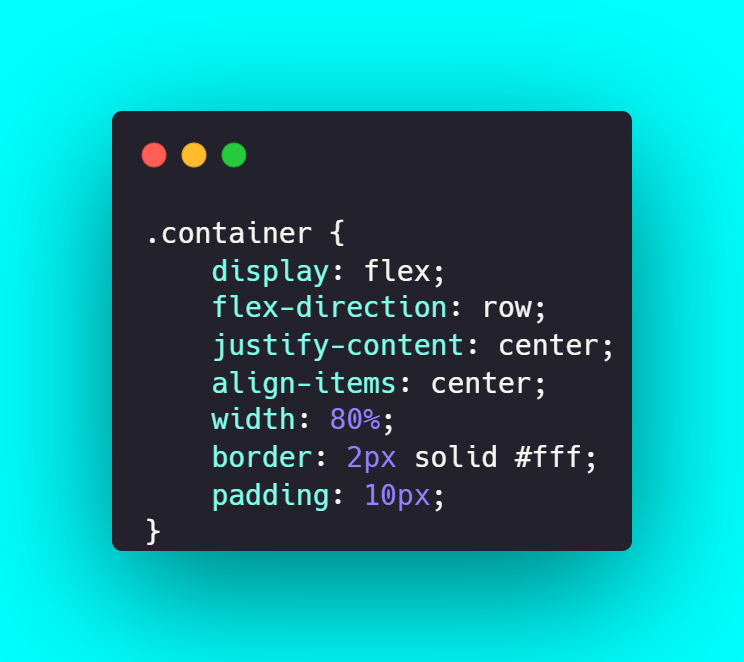 .container {
    display: flex;
    flex-direction: row;
    justify-content: center;
    align-items: center;
    width: 80%;
    border: 2px solid #fff;
    padding: 10px;
}